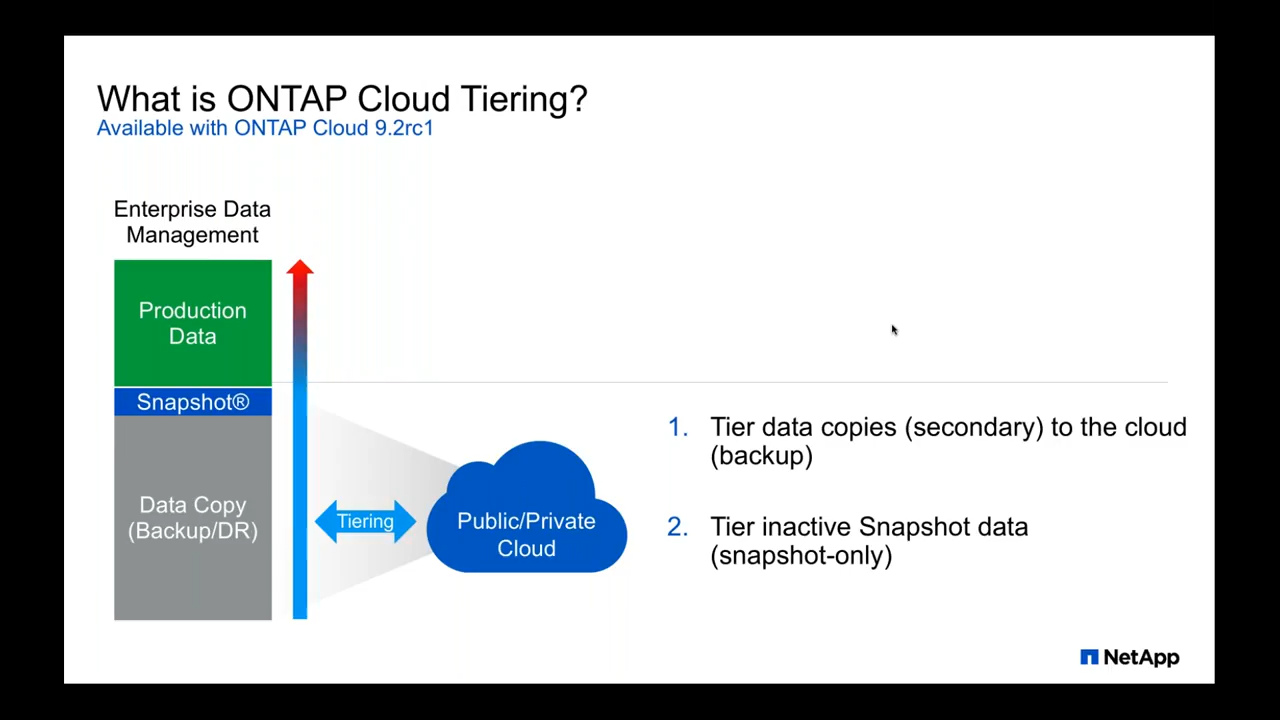 What is ONTAP Cloud Tiering?
Available with ONTAP Cloud 9.2rc1
Enterprise Data
Management
Production
Data
Snapshot®
Data Copy
(Backup/DR)
Tiering
Public/Private
Cloud
1. Tier data copies (secondary) to the cloud
(backup)
2. Tier inactive Snapshot data
(snapshot-only)
NetApp